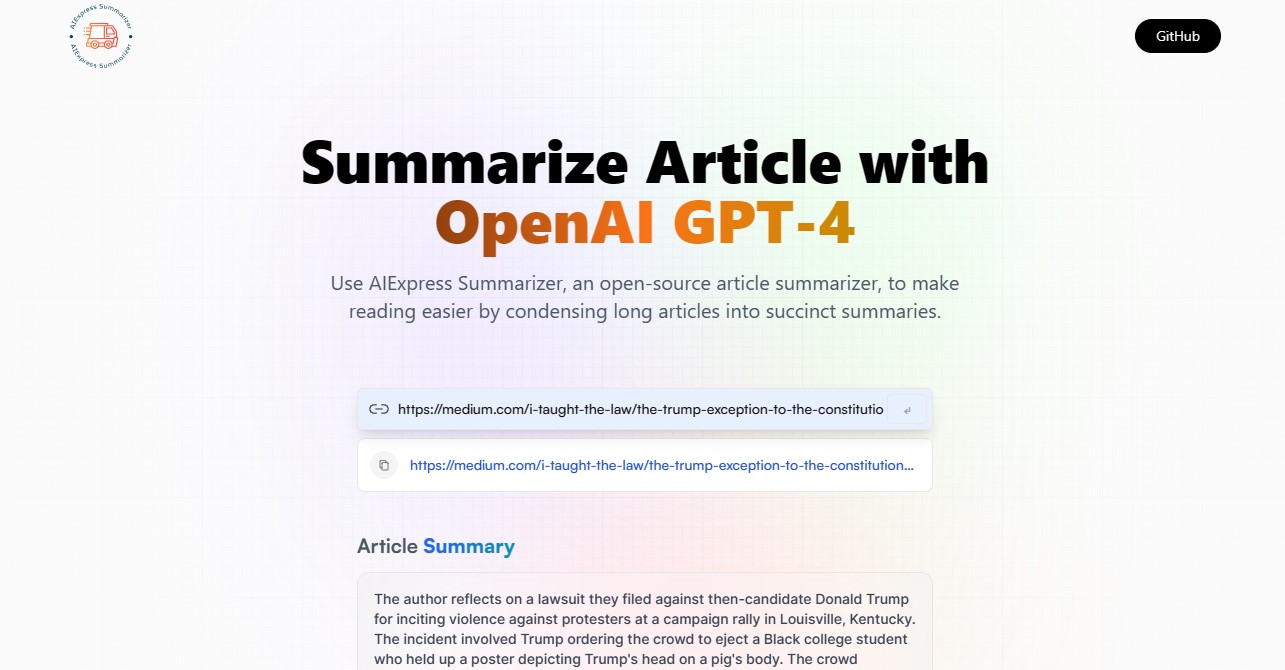 AIExpress Summarizer
AIExpress Summarizer
GitHub
Summarize Article with
OpenAI GPT-4
Use AIExpress Summarizer, an open-source article summarizer, to make
reading easier by condensing long articles into succinct summaries.
https://medium.com/i-taught-the-law/the-trump-exception-to-the-constitutio
https://medium.com/i-taught-the-law/the-trump-exception-to-the-constitution...
Article Summary
The author reflects on a lawsuit they filed against then-candidate Donald Trump
for inciting violence against protesters at a campaign rally in Louisville, Kentucky.
The incident involved Trump ordering the crowd to eject a Black college student
who held up a poster depicting Trump's head on a pig's body. The crowd